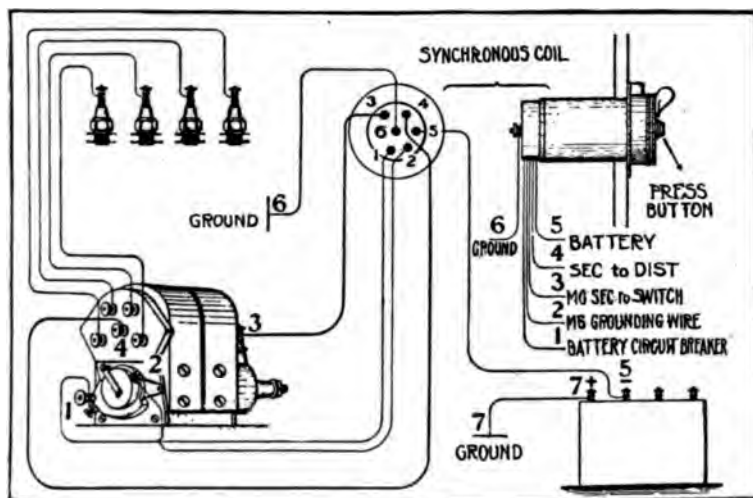 SYNCHRONOUS COIL
3 4
6 5
1 2
PRESS
BUTTON
6
GROUND
6
GROUND
5 BATTERY
4 SEC to DIST
3 MG SEC to SWITCH
2 MG GROUNDING WIRE
1 BATTERY CIRCUIT BREAKER
3
4 2
1
7 + 5 −
7
GROUND